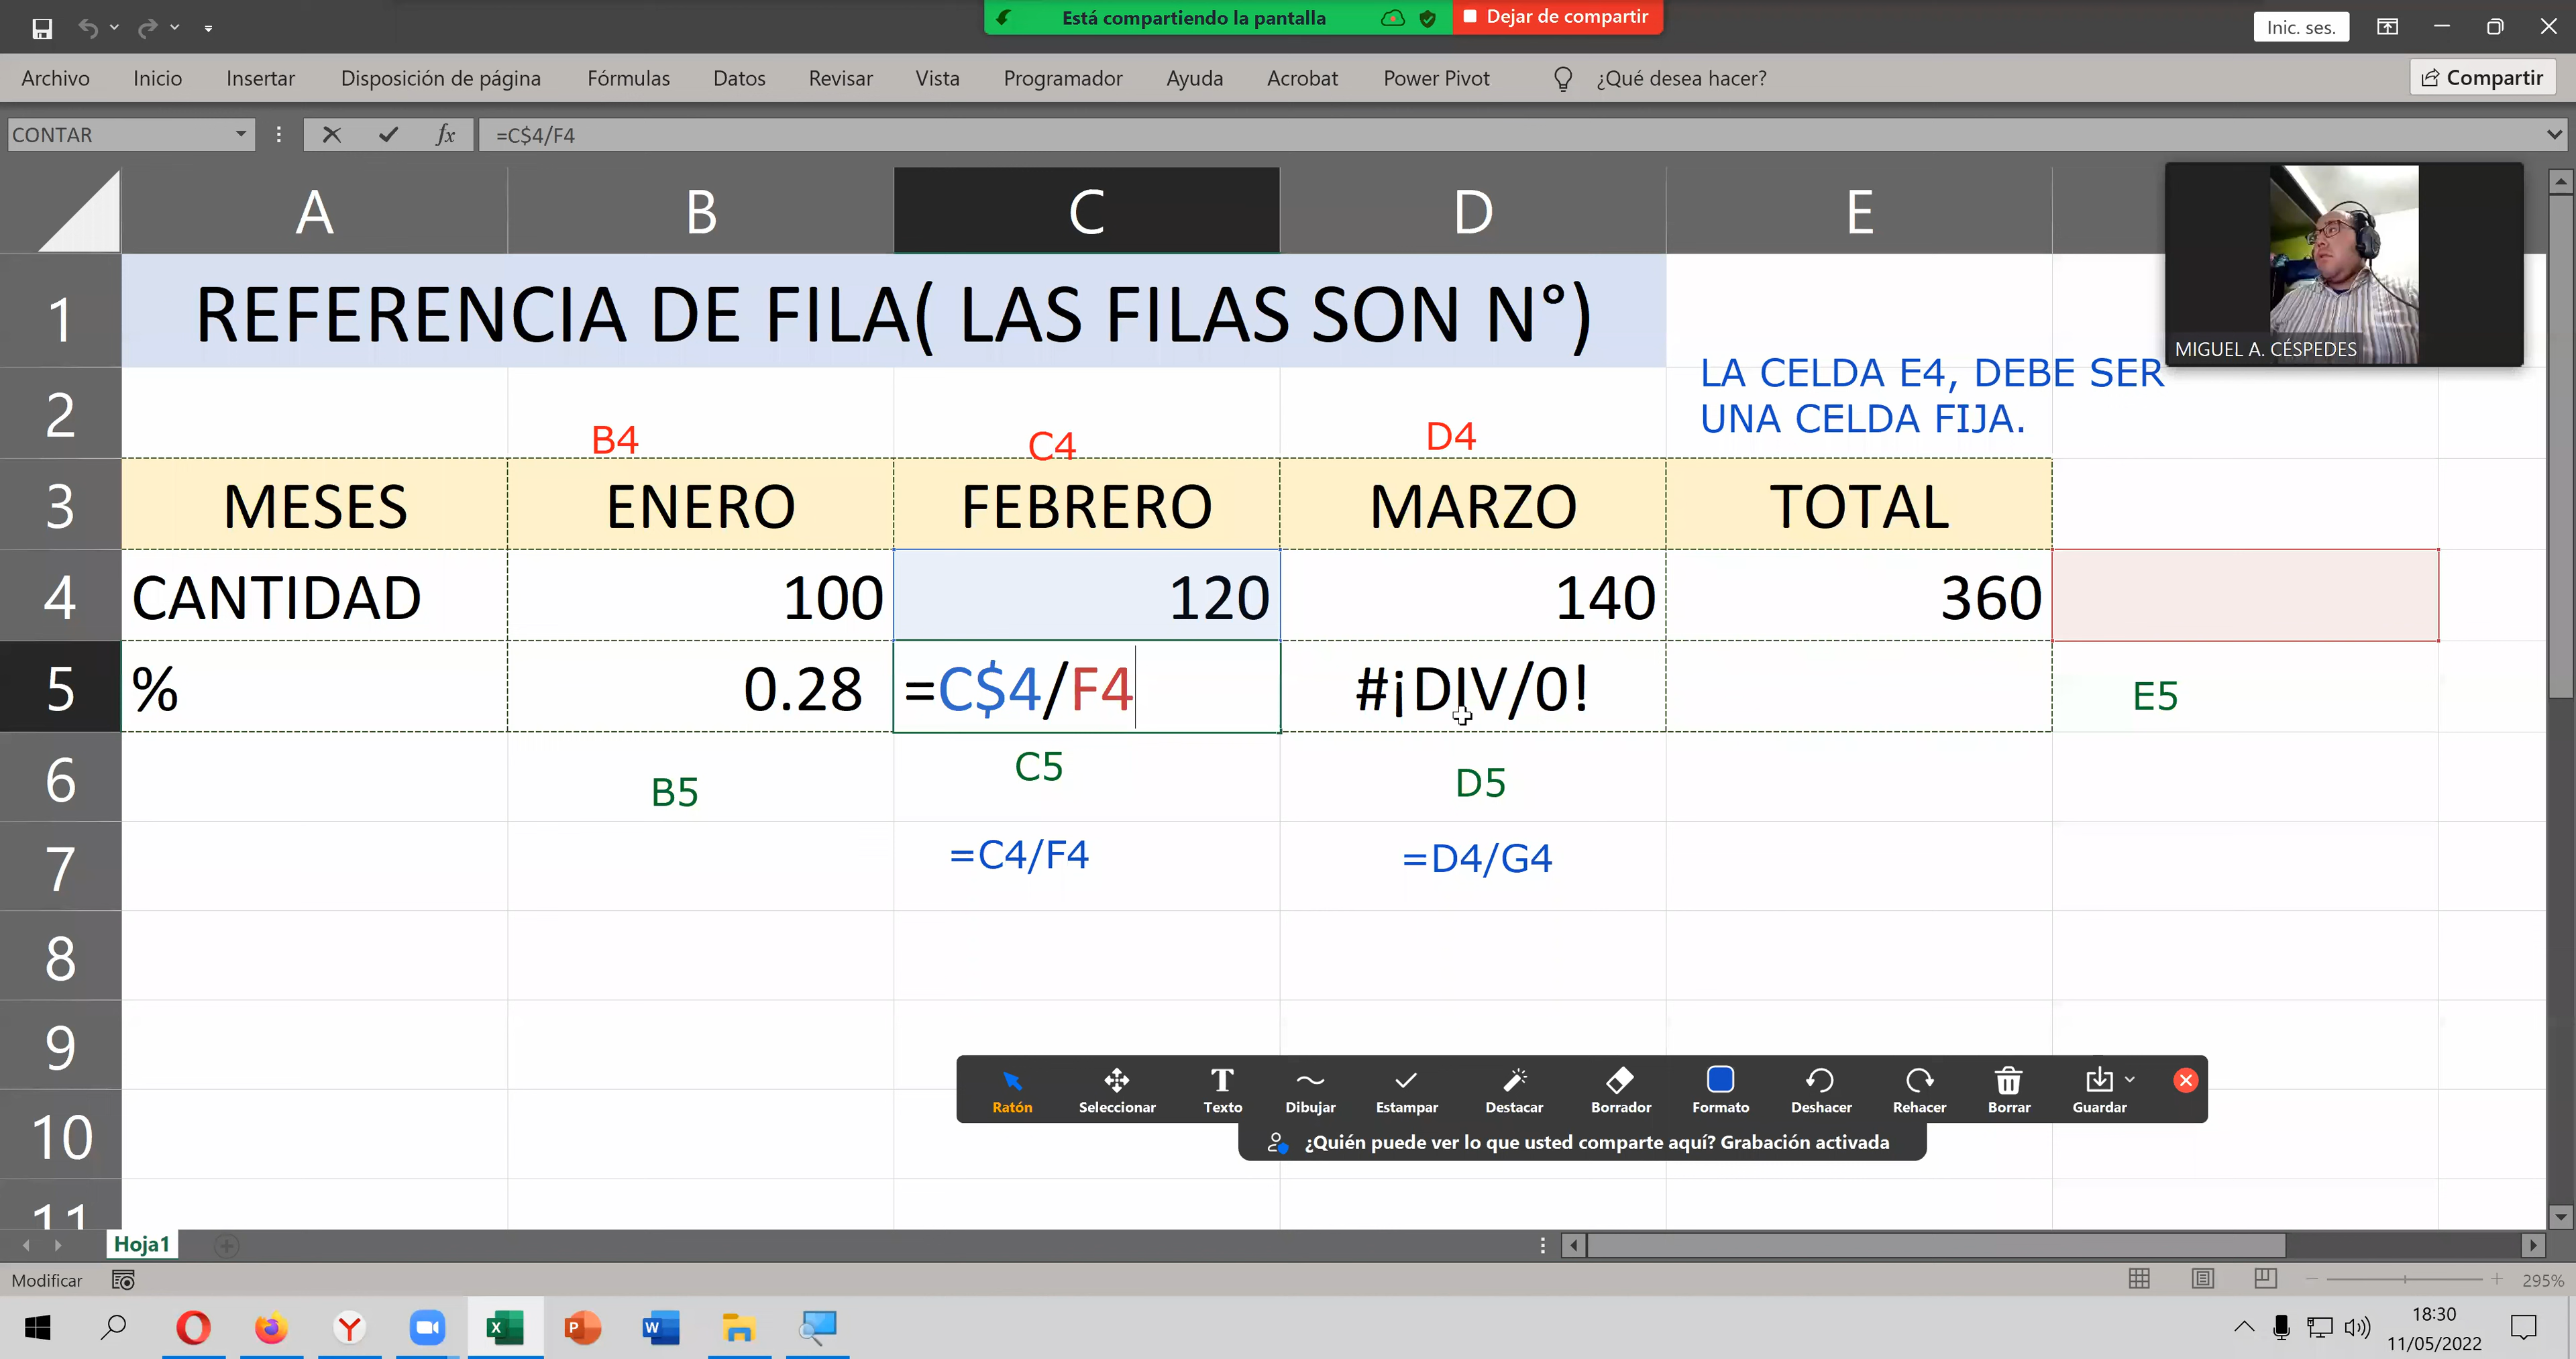 Está compartiendo la pantalla
Dejar de compartir
Inic. ses.
Archivo Inicio Insertar Disposición de página Fórmulas Datos Revisar Vista Programador Ayuda Acrobat Power Pivot ¿Qué desea hacer? Compartir
CONTAR fx =C$4/F4
A B C D E
1 REFERENCIA DE FILA( LAS FILAS SON N°)
MIGUEL A. CÉSPEDES
LA CELDA E4, DEBE SER
UNA CELDA FIJA.
2
B4 C4 D4
3 MESES ENERO FEBRERO MARZO TOTAL
4 CANTIDAD 100 120 140 360
5 % 0.28 =C$4/F4 #¡DIV/0! E5
6 B5 C5 D5
7 =C4/F4 =D4/G4
8
9
10
11
Ratón Seleccionar Texto Dibujar Estampar Destacar Borrador Formato Deshacer Rehacer Borrar Guardar
¿Quién puede ver lo que usted comparte aquí? Grabación activada
Hoja1
Modificar 295%
18:30
11/05/2022